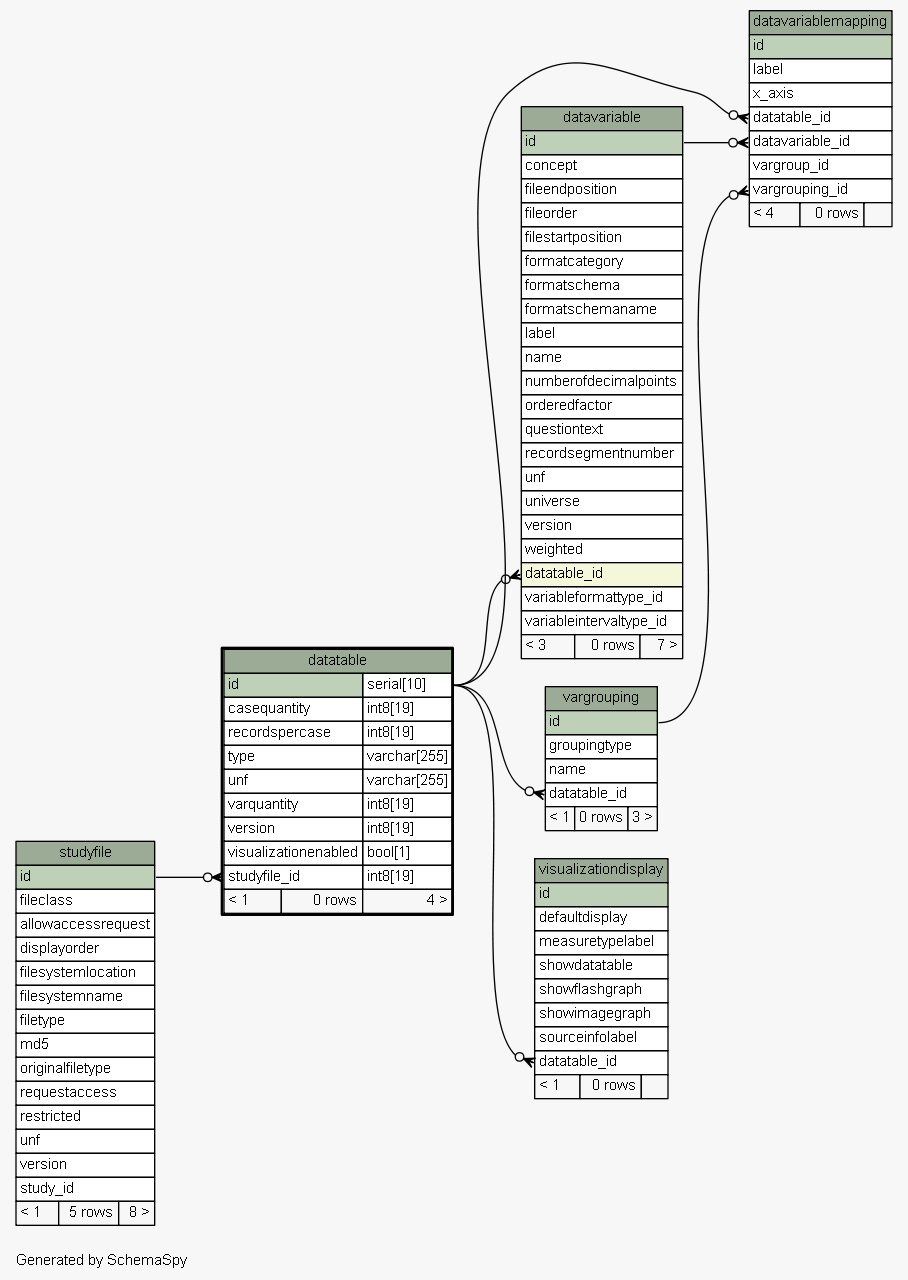 datavariablemapping
id
label
x_axis
datatable_id
datavariable_id
vargroup_id
vargrouping_id
< 4 0 rows
datavariable
id
concept
fileendposition
fileorder
filestartposition
formatcategory
formatschema
formatschemaname
label
name
numberofdecimalpoints
orderedfactor
questiontext
recordsegmentnumber
unf
universe
version
weighted
datatable_id
variableformattype_id
variableintervaltype_id
< 3 0 rows 7 >
datatable
id serial[10]
casequantity int8[19]
recordspercase int8[19]
type varchar[255]
unf varchar[255]
varquantity int8[19]
version int8[19]
visualizationenabled bool[1]
studyfile_id int8[19]
< 1 0 rows 4 >
vargrouping
id
groupingtype
name
datatable_id
< 1 0 rows 3 >
studyfile
id
fileclass
allowaccessrequest
displayorder
filesystemlocation
filesystemname
filetype
md5
originalfiletype
requestaccess
restricted
unf
version
study_id
< 1 5 rows 8 >
visualizationdisplay
id
defaultdisplay
measuretypelabel
showdatatable
showflashgraph
showimagegraph
sourceinfolabel
datatable_id
< 1 0 rows
Generated by SchemaSpy